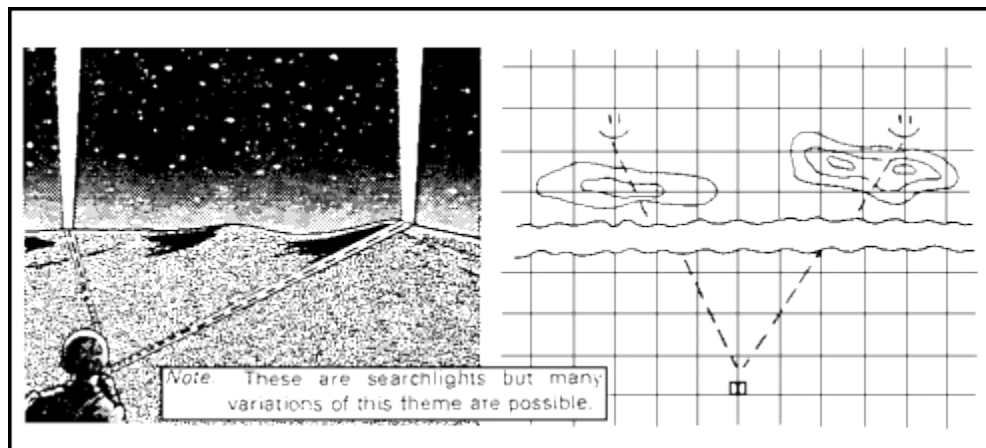 Note. These are searchlights but many
variations of this theme are possible.